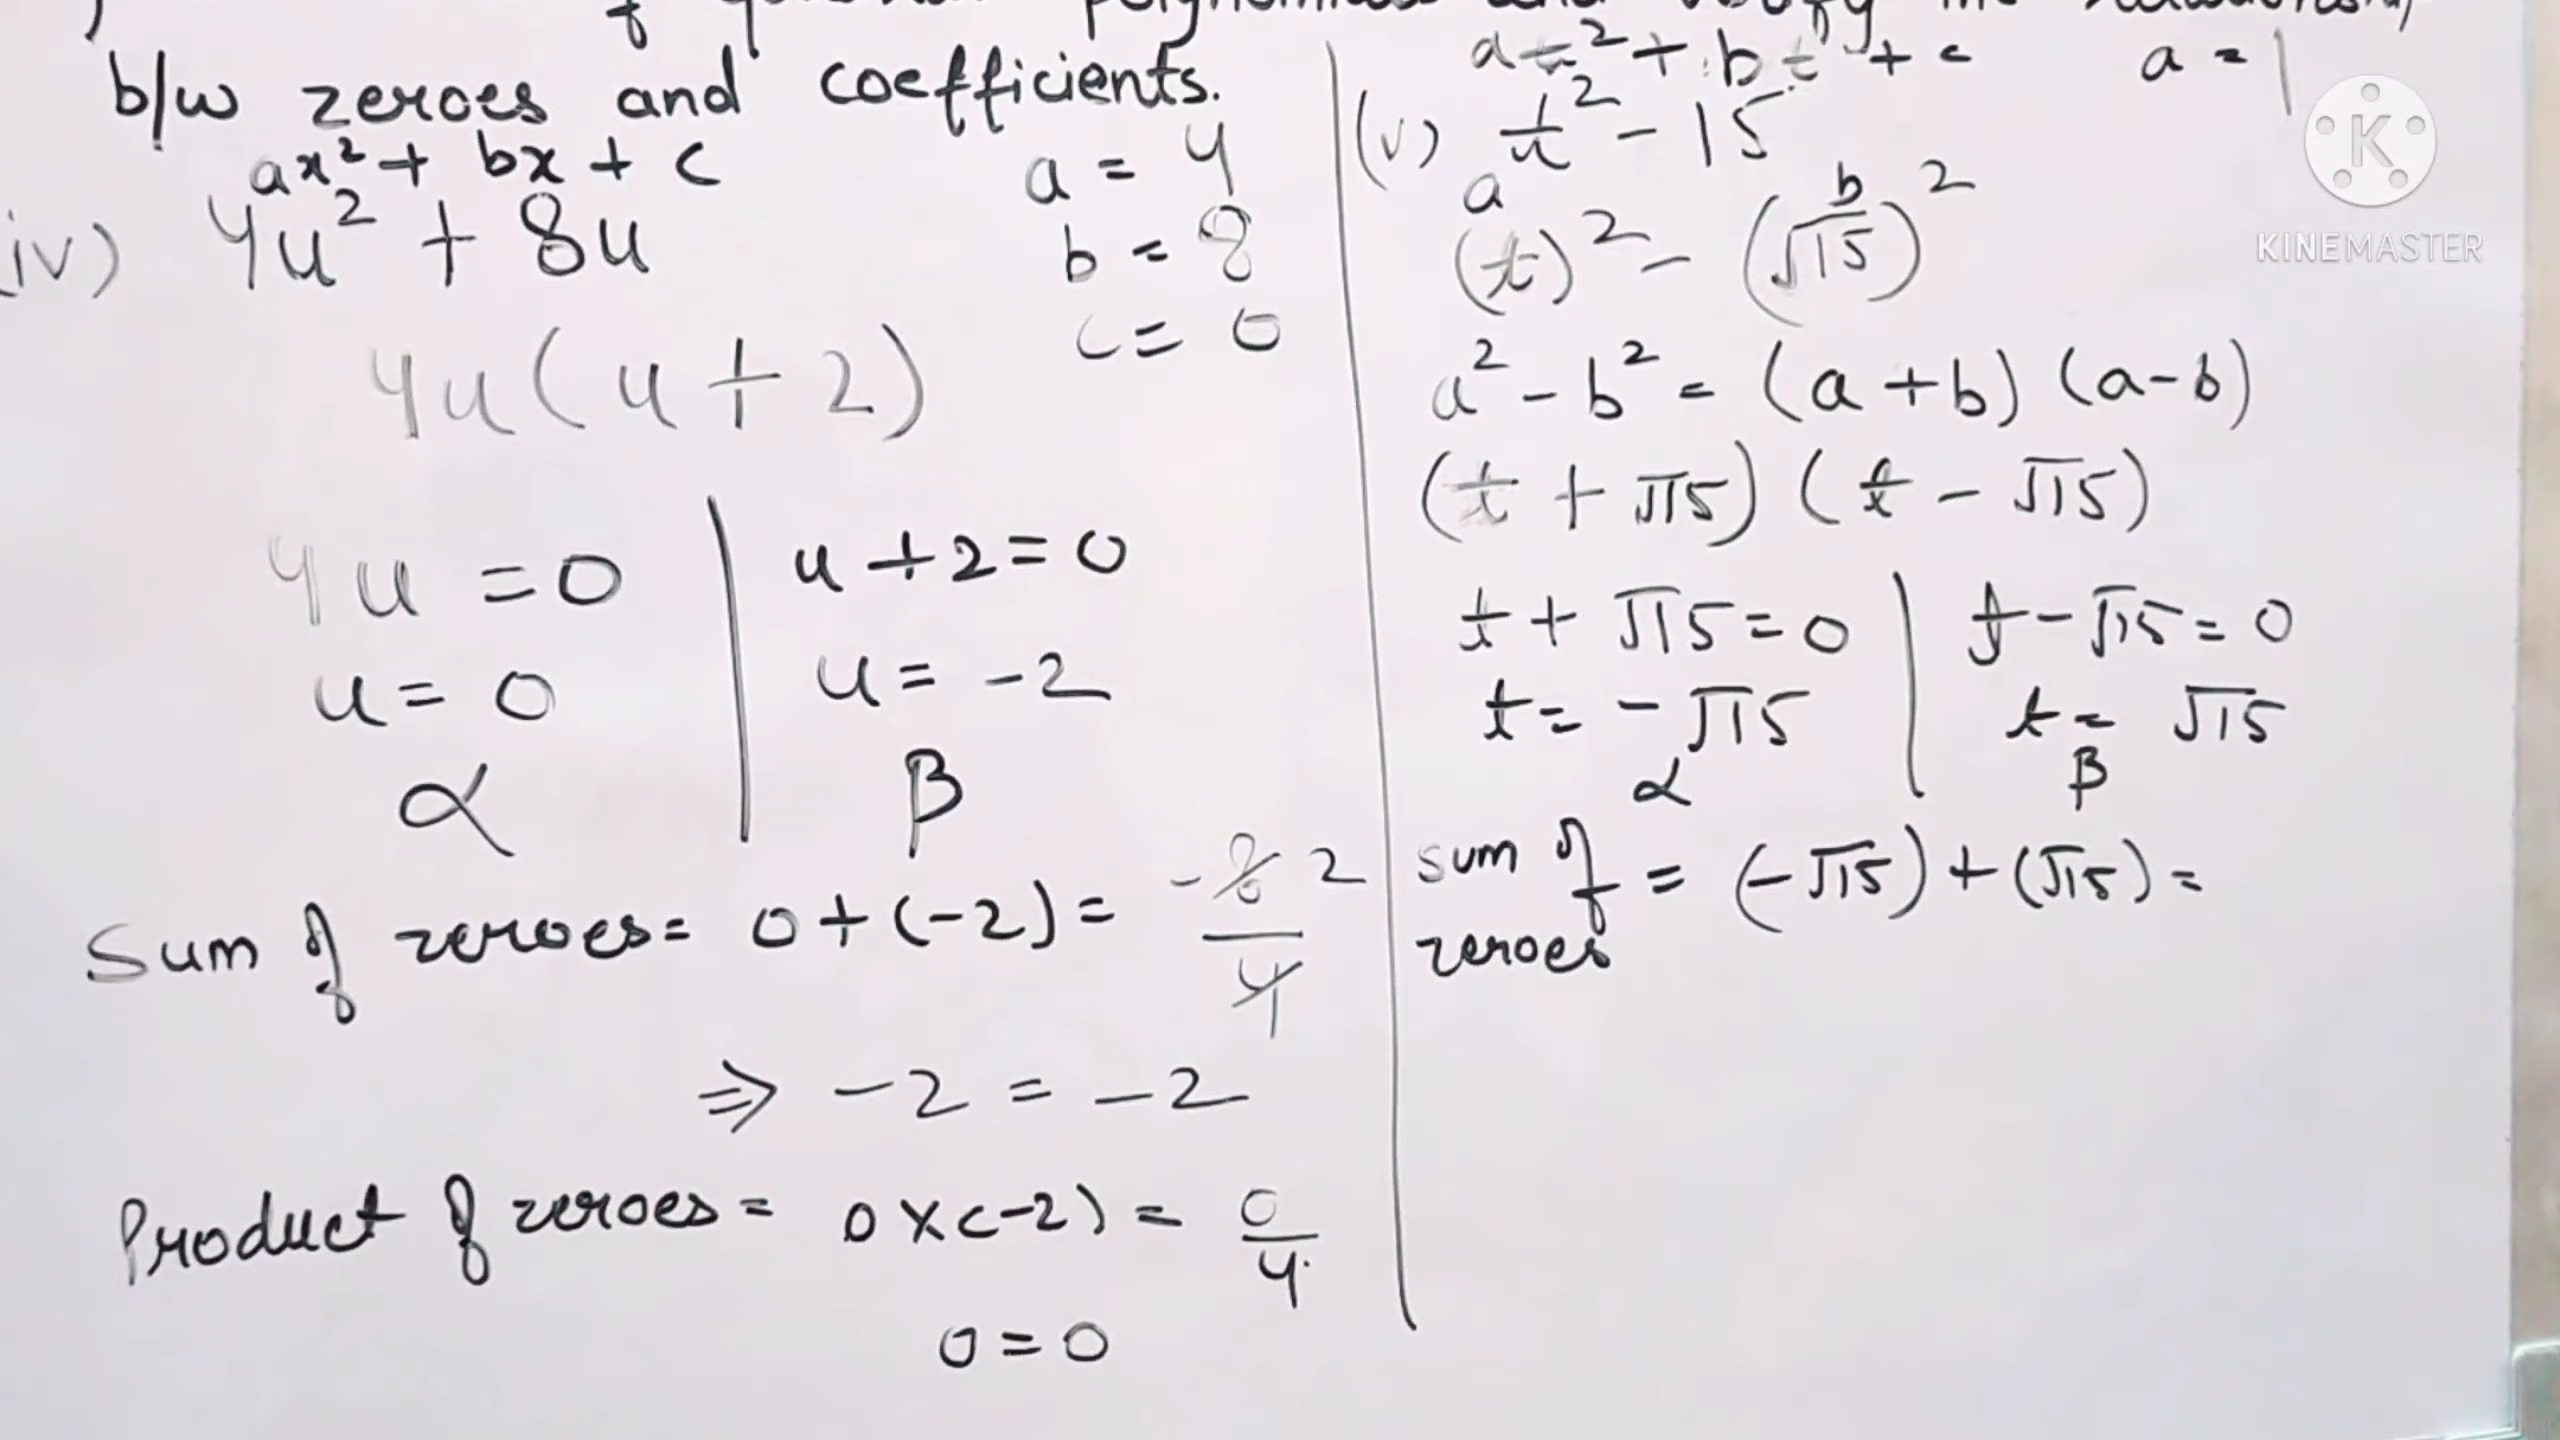 b/w zeroes and coefficients.
ax² + bx + c
(iv) 4u² + 8u
a = 4
b = 8
c = 0
4u(u + 2)
4u = 0 | u + 2 = 0
u = 0 | u = -2
α | β
Sum of zeroes = 0 + (-2) = -8/4 2
⇒ -2 = -2
Product of zeroes = 0 × (-2) = 0/4
0 = 0
at² + bt + c a = 1
(v) t² - 15
a b
(t)² - (√15)²
a² - b² = (a + b) (a - b)
(t + √15) (t - √15)
t + √15 = 0 | t - √15 = 0
t = -√15 | t = √15
α | β
sum of = (-√15) + (√15) =
zeroes
K
KINEMASTER